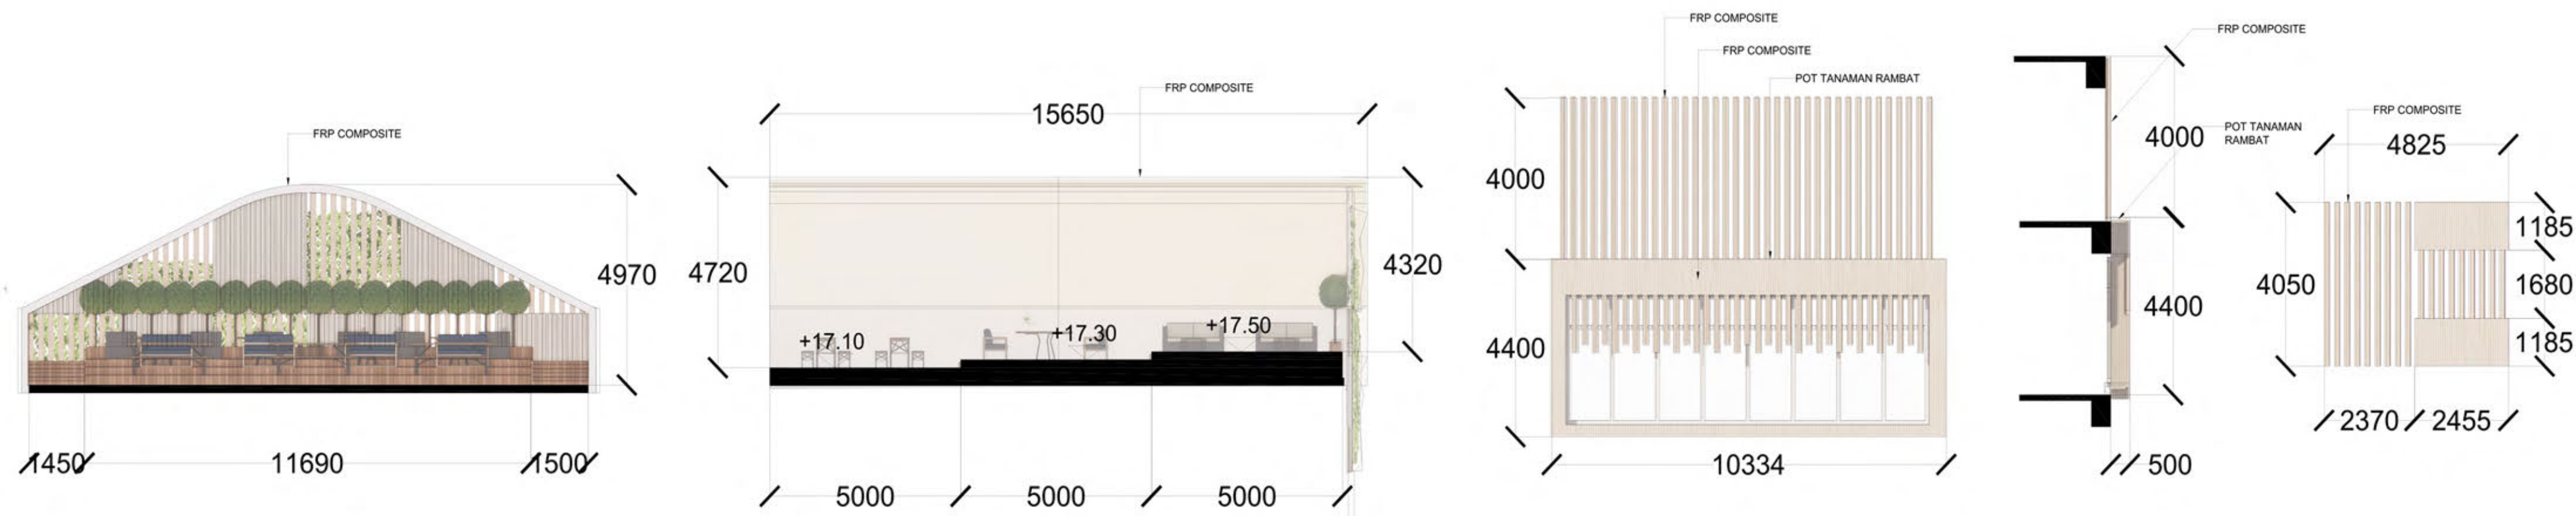 FRP COMPOSITE
4970
1450
11690
1500
FRP COMPOSITE
15650
4720
4320
+17.10
+17.30
+17.50
5000
5000
5000
FRP COMPOSITE
FRP COMPOSITE
POT TANAMAN RAMBAT
4000
4400
10334
FRP COMPOSITE
4000
POT TANAMAN
RAMBAT
4400
500
FRP COMPOSITE
4825
4050
1185
1680
1185
2370
2455